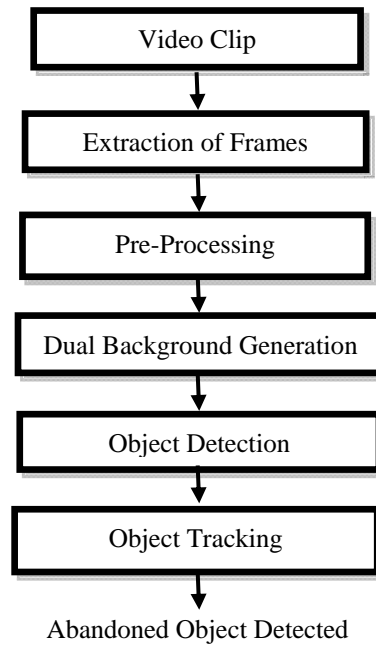 Video Clip
Extraction of Frames
Pre-Processing
Dual Background Generation
Object Detection
Object Tracking
Abandoned Object Detected